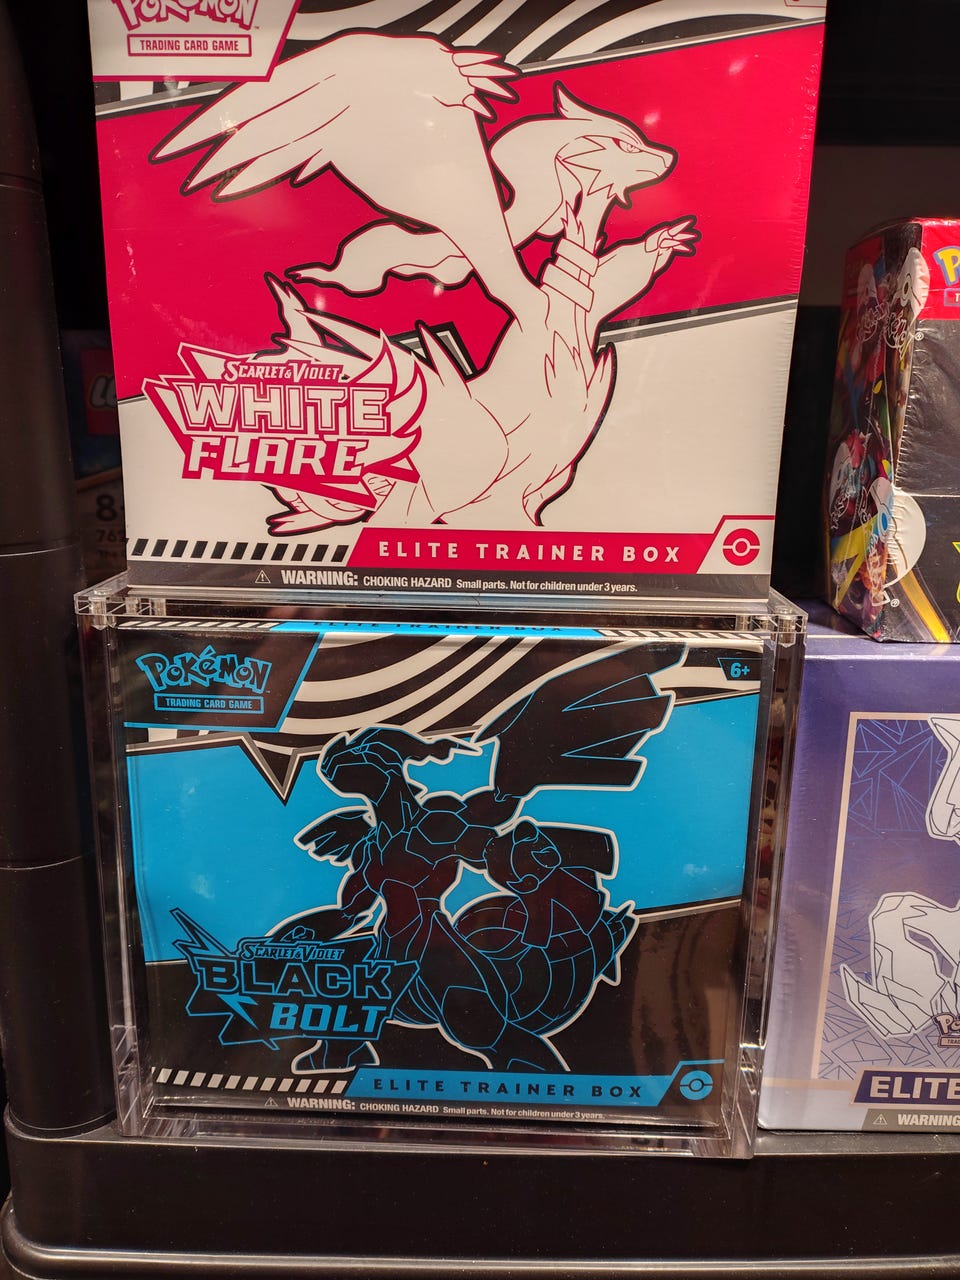 POKÉMON
TRADING CARD GAME
SCARLET & VIOLET
WHITE
FLARE
ELITE TRAINER BOX
WARNING: CHOKING HAZARD Small parts. Not for children under 3 years.
ELITE TRAINER BOX
POKÉMON
TRADING CARD GAME
6+
SCARLET & VIOLET
BLACK
BOLT
ELITE TRAINER BOX
WARNING: CHOKING HAZARD Small parts. Not for children under 3 years.
ELITE
WARNING